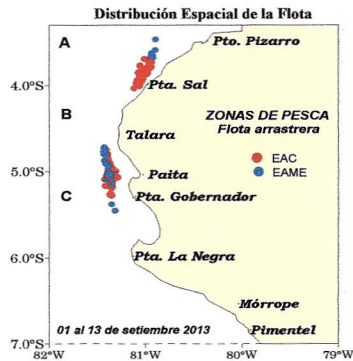 Distribución Espacial de la Flota
A
Pto. Pizarro
4.0°S
Pta. Sal
B
ZONAS DE PESCA
Flota arrastrera
Talara
EAC
5.0°S
Paita
EAME
C
Pta. Gobernador
6.0°S
Pta. La Negra
Mórrope
01 al 13 de setiembre 2013
Pimentel
7.0°S
82°W
81°W
80°W
79°W